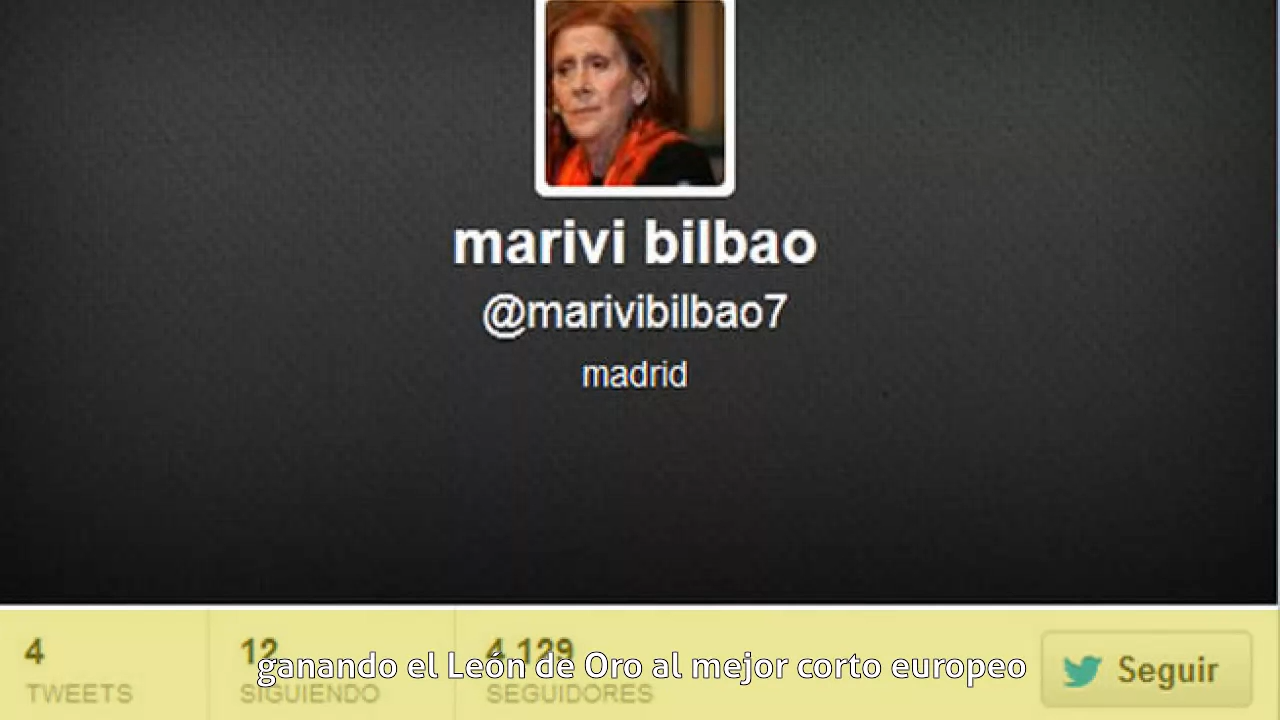 marivi bilbao
@marivibilbao7
madrid
4
TWEETS
12
SIGUIENDO
4.129
SEGUIDORES
Seguir
ganando el León de Oro al mejor corto europeo